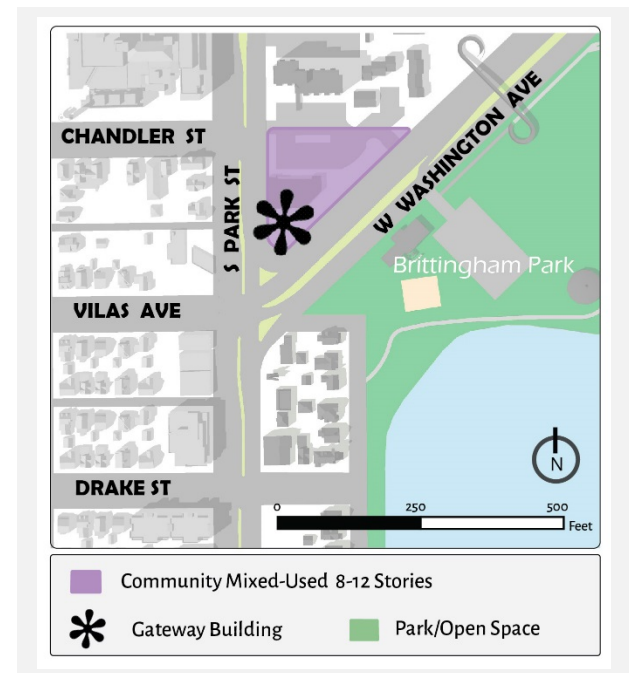 CHANDLER ST
S PARK ST
W WASHINGTON AVE
Brittingham Park
VILAS AVE
DRAKE ST
N
0 250 500
Feet
Community Mixed-Used 8-12 Stories
Gateway Building
Park/Open Space